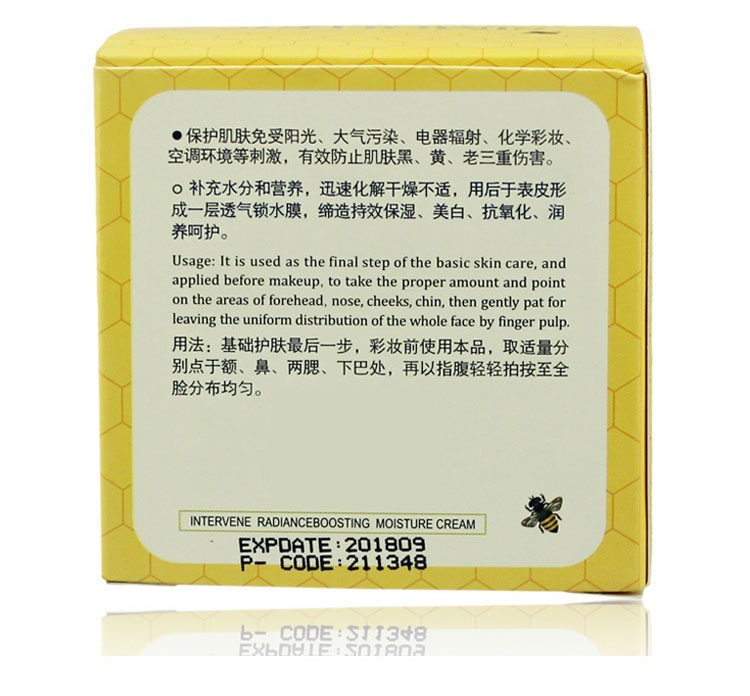 ●保护肌肤免受阳光、大气污染、电器辐射、化学彩妆、
空调环境等刺激，有效防止肌肤黑、黄、老三重伤害。
○ 补充水分和营养，迅速化解干燥不适，用后于表皮形
成一层透气锁水膜，缔造持效保湿、美白、抗氧化、润
养呵护。
Usage: It is used as the final step of the basic skin care, and
applied before makeup, to take the proper amount and point
on the areas of forehead, nose, cheeks, chin, then gently pat for
leaving the uniform distribution of the whole face by finger pulp.
用法：基础护肤最后一步，彩妆前使用本品，取适量分
别点于额、鼻、两腮、下巴处，再以指腹轻轻拍按至全
脸分布均匀。
INTERVENE RADIANCEBOOSTING MOISTURE CREAM
EXPDATE:201809
P- CODE:211348